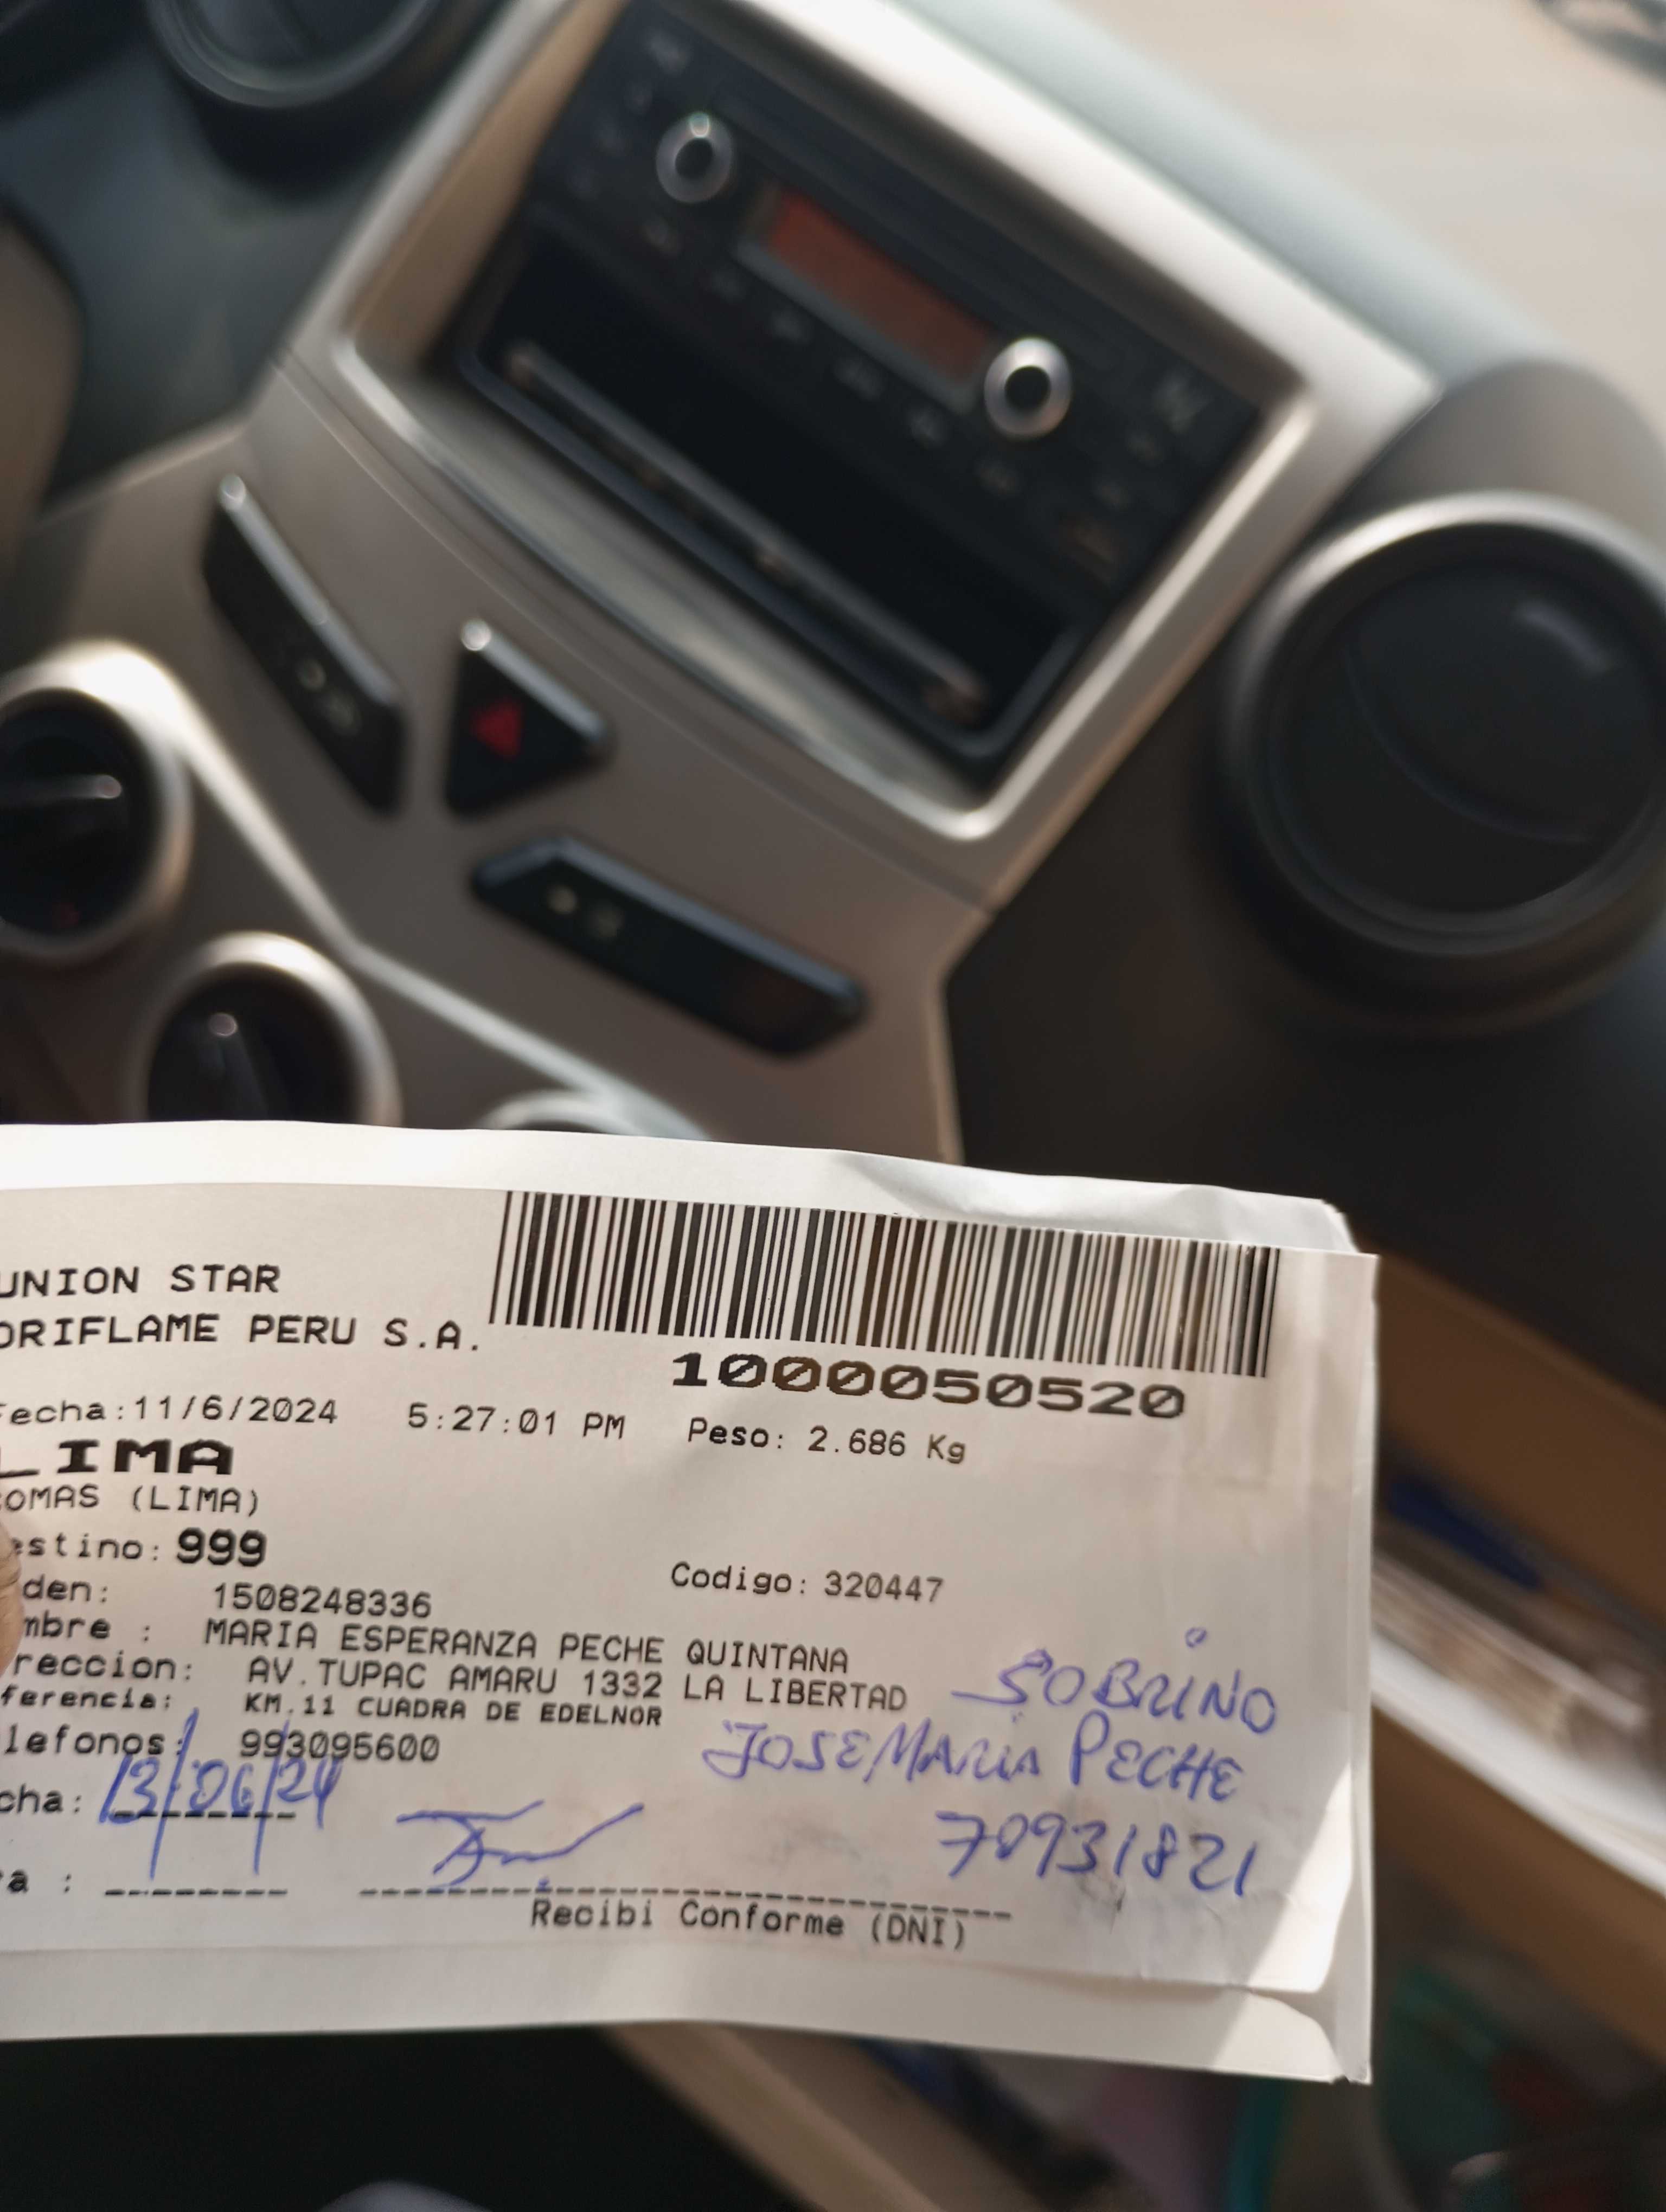 UNION STAR
ORIFLAME PERU S.A.
1000050520
Fecha:11/6/2024 5:27:01 PM Peso: 2.686 Kg
LIMA
COMAS (LIMA)
estino: 999
den: 1508248336 Codigo: 320447
mbre : MARIA ESPERANZA PECHE QUINTANA
reccion: AV.TUPAC AMARU 1332 LA LIBERTAD
ferencia: KM.11 CUADRA DE EDELNOR
lefonos: 993095600
SOBRINO
JOSE MARIA PECHE
70931821
cha: 13/06/24
a :
Recibi Conforme (DNI)